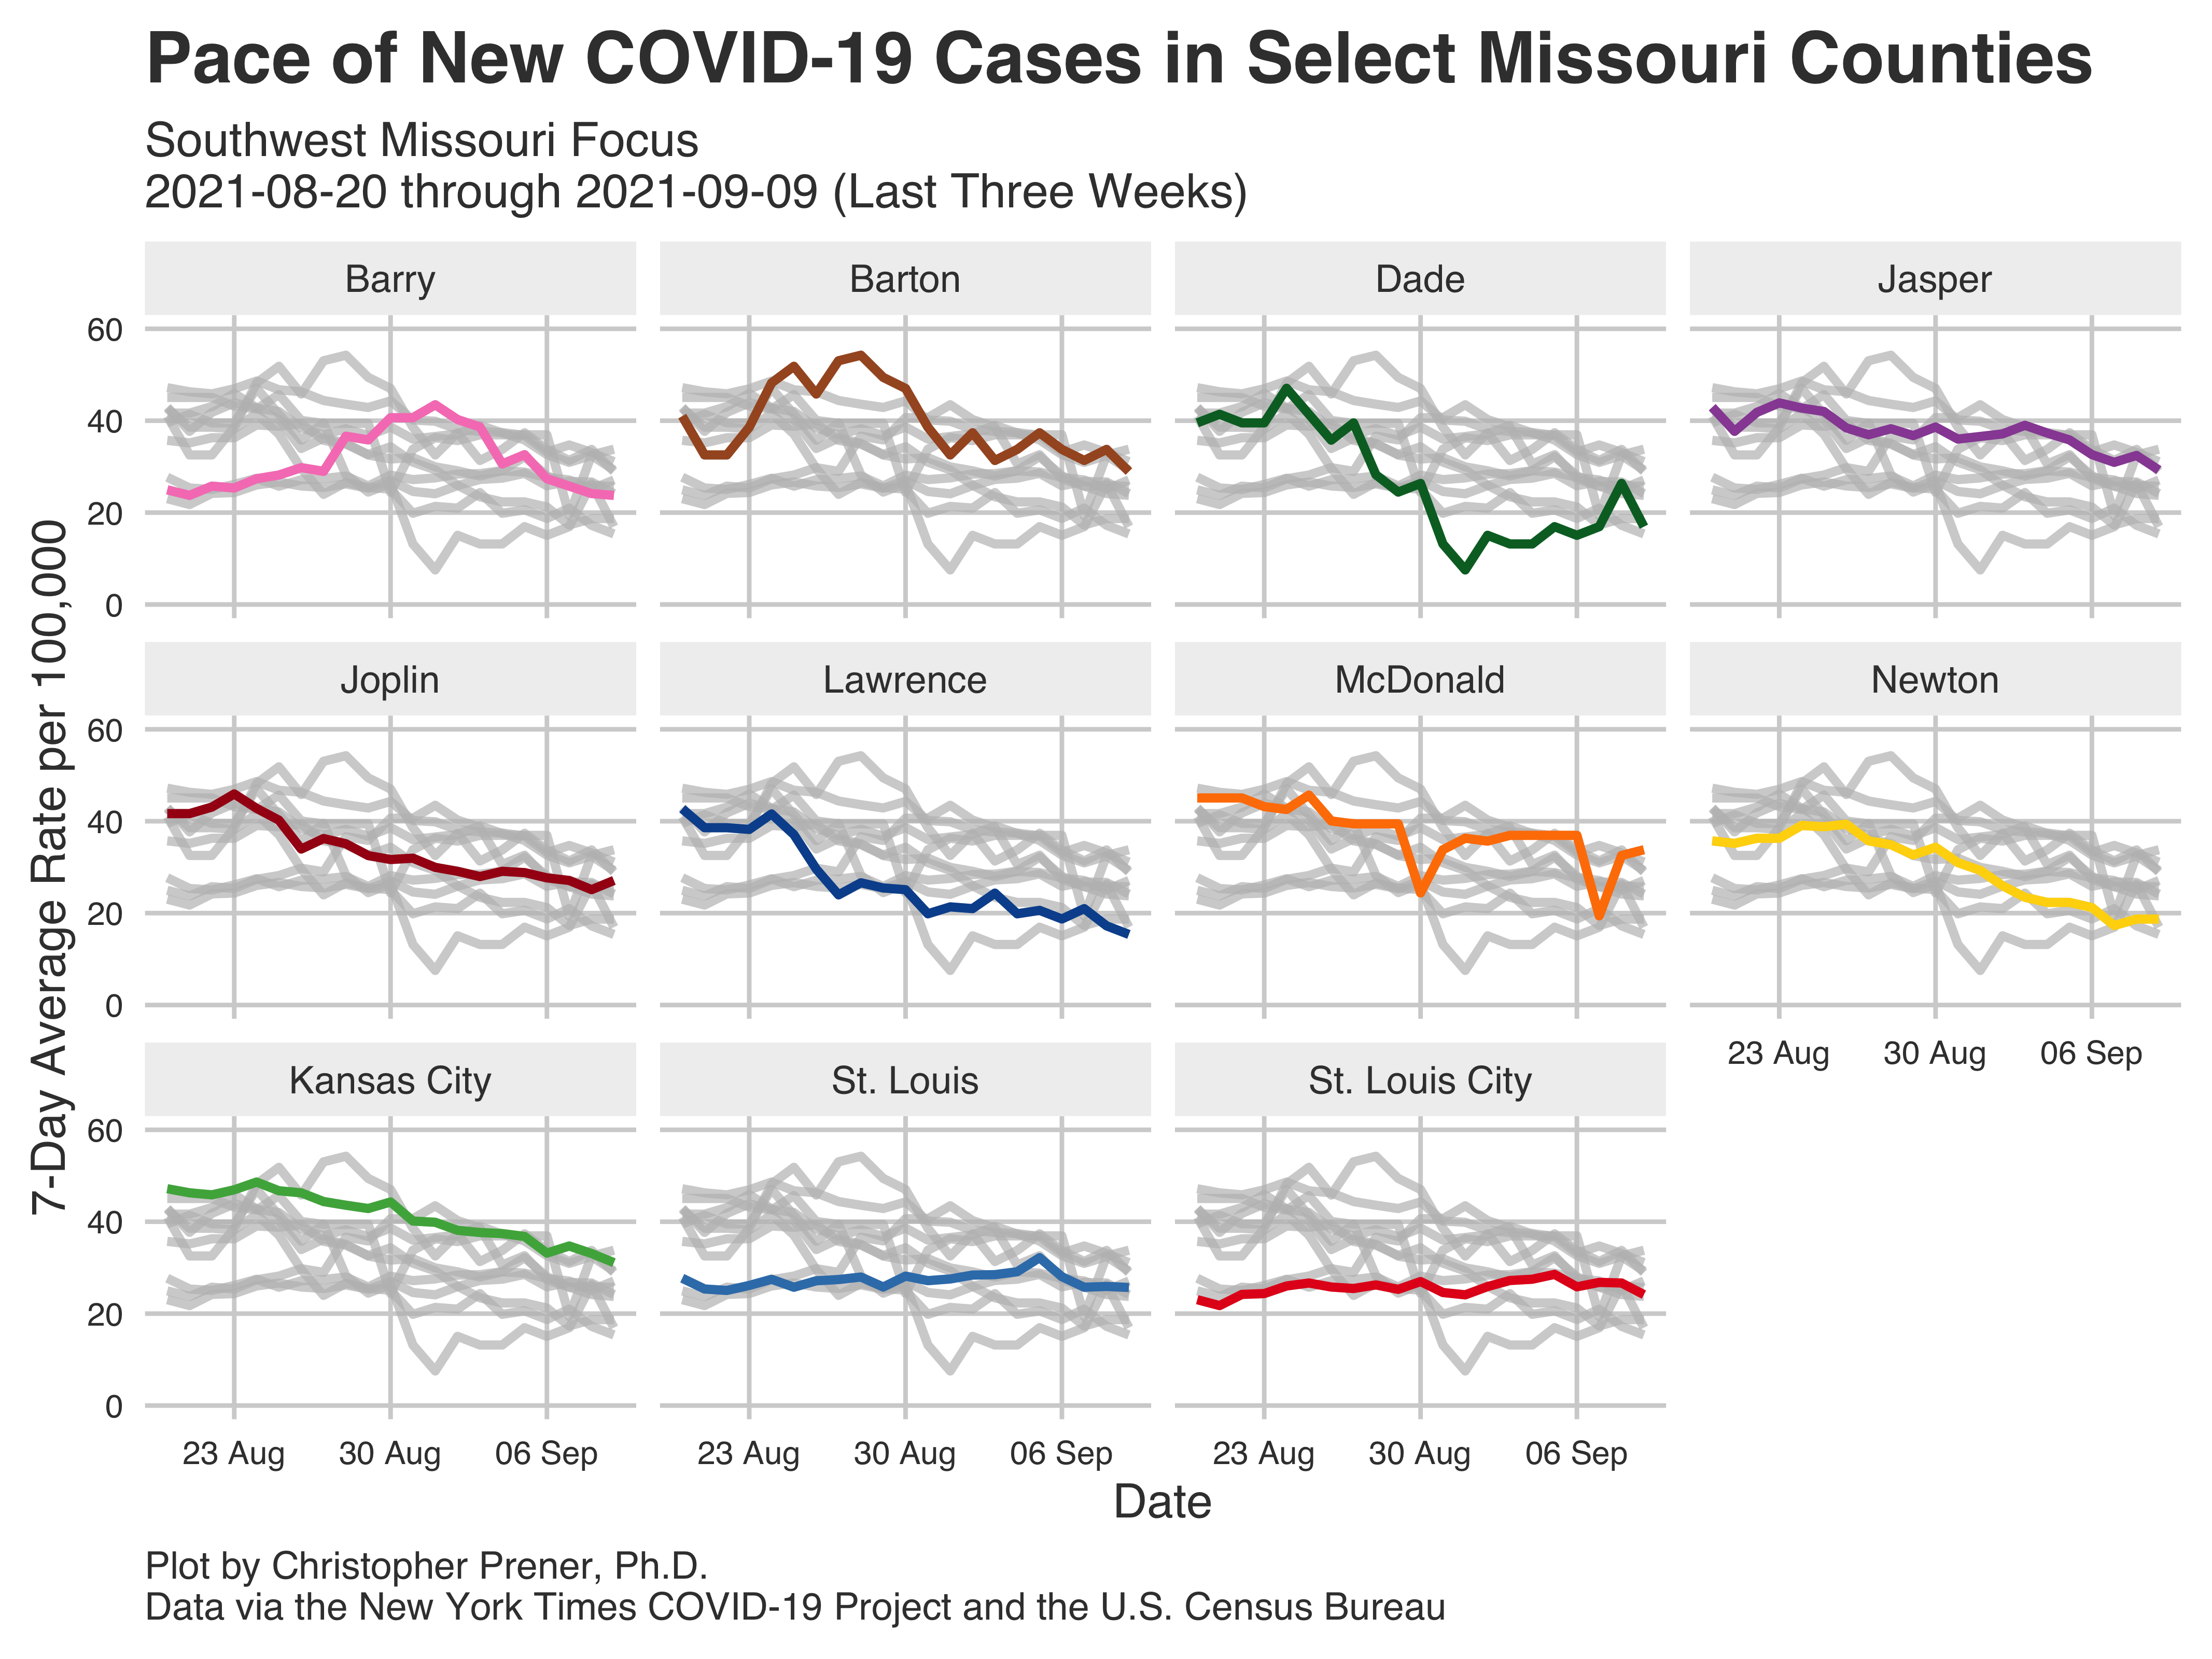 Pace of New COVID-19 Cases in Select Missouri Counties
Southwest Missouri Focus
2021-08-20 through 2021-09-09 (Last Three Weeks)
7-Day Average Rate per 100,000
Barry
Barton
Dade
Jasper
60
40
20
0
Joplin
Lawrence
McDonald
Newton
60
40
20
0
23 Aug 30 Aug 06 Sep
Kansas City
St. Louis
St. Louis City
60
40
20
0
23 Aug 30 Aug 06 Sep
23 Aug 30 Aug 06 Sep
23 Aug 30 Aug 06 Sep
Date
Plot by Christopher Prener, Ph.D.
Data via the New York Times COVID-19 Project and the U.S. Census Bureau